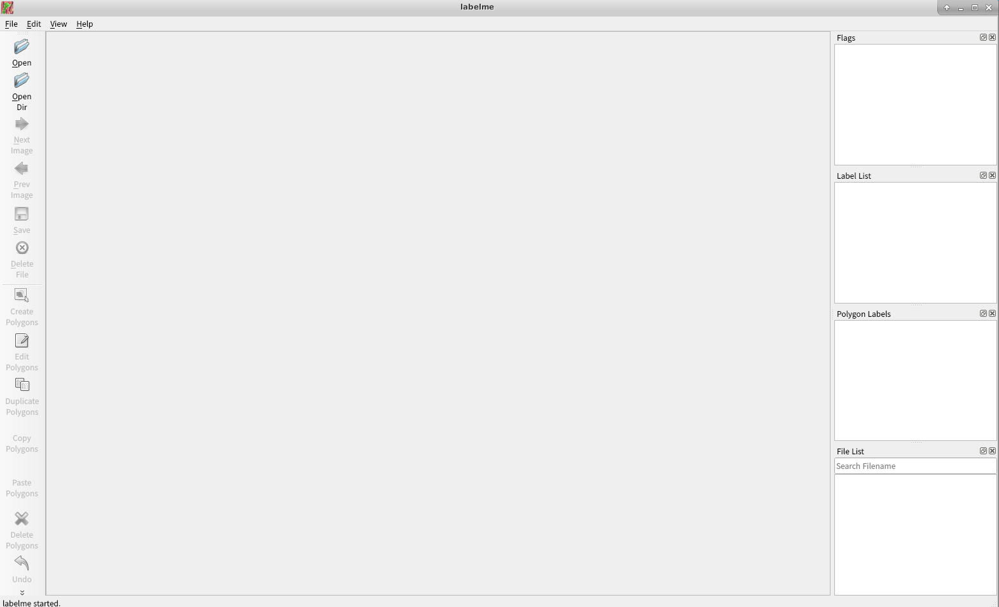 labelme
File Edit View Help
Open
Open
Dir
Next
Image
Prev
Image
Save
Delete
File
Create
Polygons
Edit
Polygons
Duplicate
Polygons
Copy
Polygons
Paste
Polygons
Delete
Polygons
Undo
Flags
Label List
Polygon Labels
File List
Search Filename
labelme started.